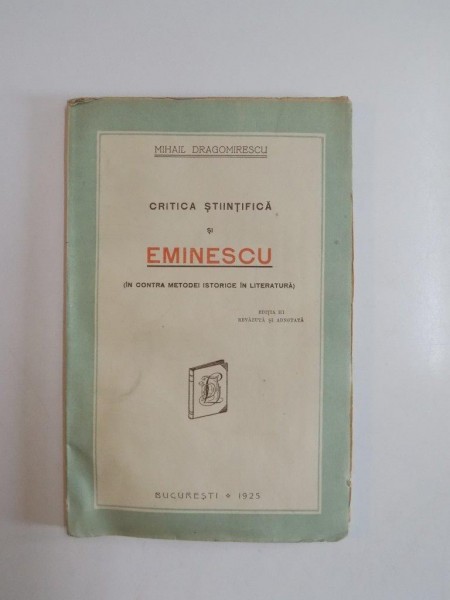 MIHAIL DRAGOMIRESCU
CRITICA ȘTIINȚIFICĂ
ȘI
EMINESCU
(ÎN CONTRA METODEI ISTORICE ÎN LITERATURĂ)
EDIȚIA III
REVĂZUTĂ ȘI ADNOTATĂ
BUCUREȘTI 1925